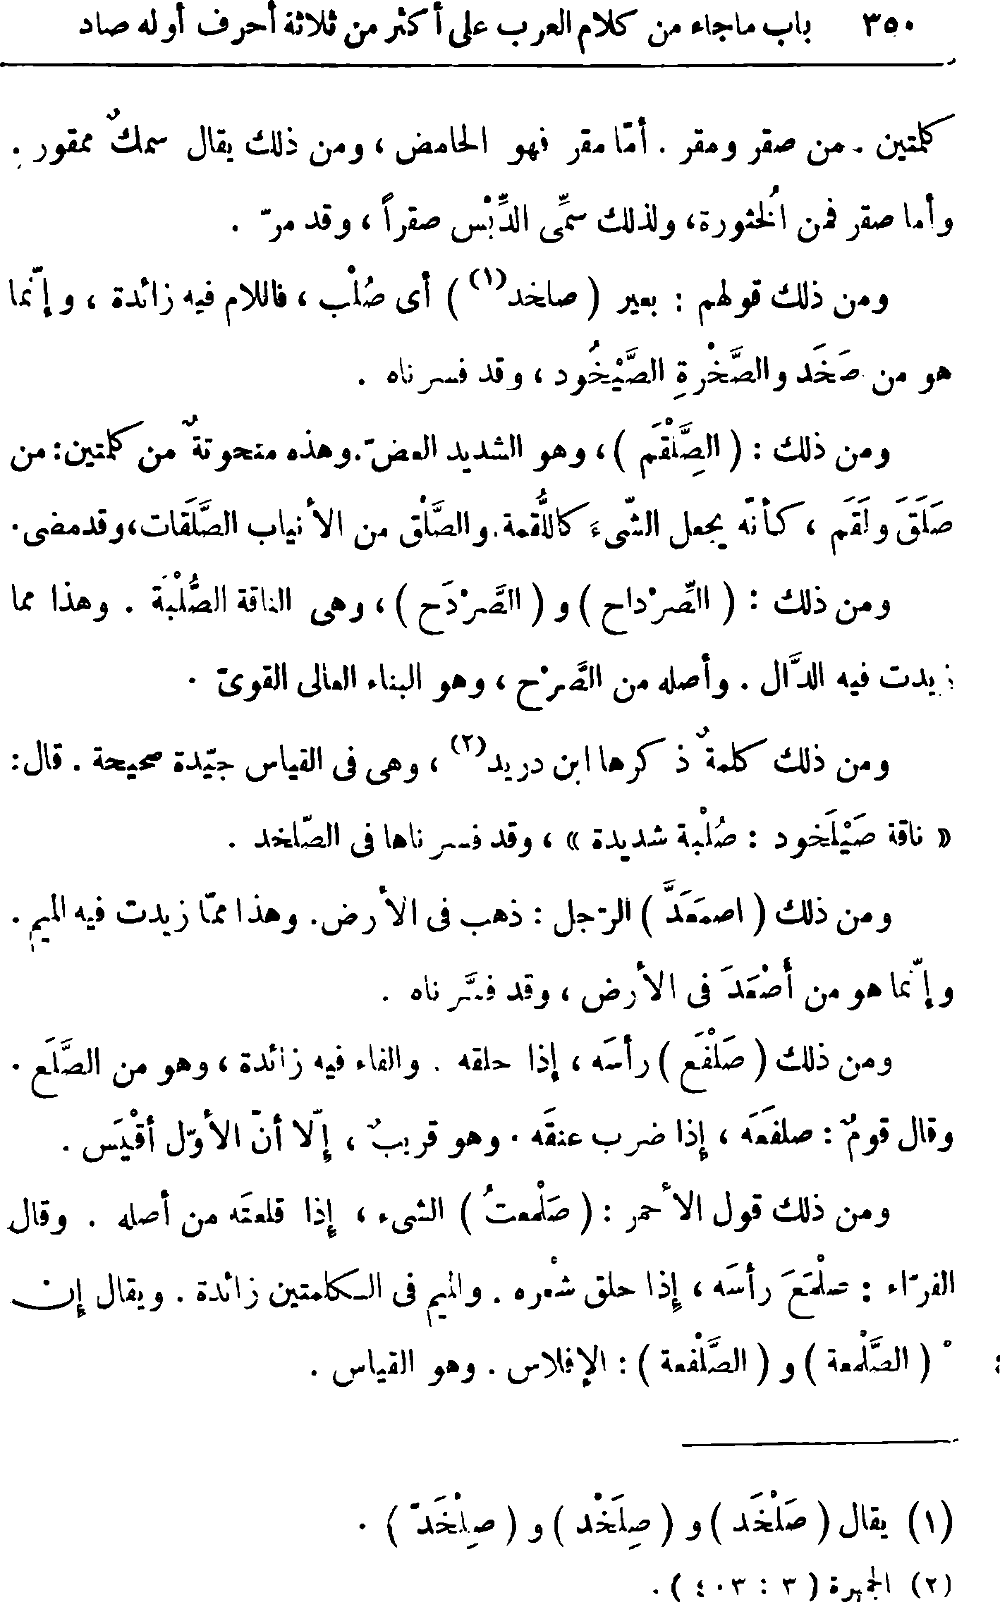 ٣٥٠ باب ماجاء من كلام العرب على أكثر من ثلاثة أحرف أوله صاد
كلمتين . من صقر ومقر . أمّا مقر فهو الحامض ، ومن ذلك يقال سمكٌ ممقور .
وأما صقر فمن الخُثورة، ولذلك سمِّى الدِّبْس صقراً ، وقد مرّ .
ومن ذلك قولهم : بعير ( صلخد(١) ) أى صُلْب ، فاللام فيه زائدة ، وإنّما
هو من صَخَد والصَّخْرةِ الصَّيْخُود ، وقد فسرناه .
ومن ذلك : ( الصِّلْقَم ) ، وهو الشديد العضّ . وهذه منحوتةٌ من كلمتين: من
صَلَقَ ولَقَم ، كأنّه يجعل الشّىءَ كاللُّقمة. والصَّلْق من الأنياب الصَّلَقات، وقدمضى .
ومن ذلك : ( الصِّرْداح ) و ( الصَّرْدَح ) ، وهى الناقة الصُّلْبَة . وهذا مما
زيدت فيه الدَّال . وأصله من الصَّرْح ، وهو البناء العالى القوىّ .
ومن ذلك كلمةٌ ذكرها ابن دريد(٢) ، وهى فى القياس جيّدة صحيحة . قال:
« ناقة صَيْلَخود : صُلْبة شديدة » ، وقد فسرناها فى الصّلخد .
ومن ذلك ( اصمَعَدَّ ) الرّجل : ذهب فى الأرض. وهذا ممّا زيدت فيه الميم .
وإنّما هو من أَصْعَدَ فى الأرض ، وقد فسّرناه .
ومن ذلك ( صَلْفَع ) رأسَه ، إذا حلقه . والفاء فيه زائدة ، وهو من الصَّلَع .
وقال قومٌ : صلفَعَه ، إذا ضرب عنقَه . وهو قريبٌ ، إلّا أنّ الأوّل أقْيَس .
ومن ذلك قول الأحمر : ( صَلْمعتُ ) الشىء ، إذا قلعتَه من أصله . وقال
الفرّاء : صلْمَعَ رأسَه ، إذا حلق شعْره . والميم فى الكلمتين زائدة . ويقال إن
( الصَّلْمعة ) و ( الصَّلْفعة ) : الإفلاس . وهو القياس .
(١) يقال ( صَلْخَد ) و ( صِلَخْد ) و ( صِلْخَدّ ) .
(٢) الجمهرة ( ٣ : ٤٠٣ ) .